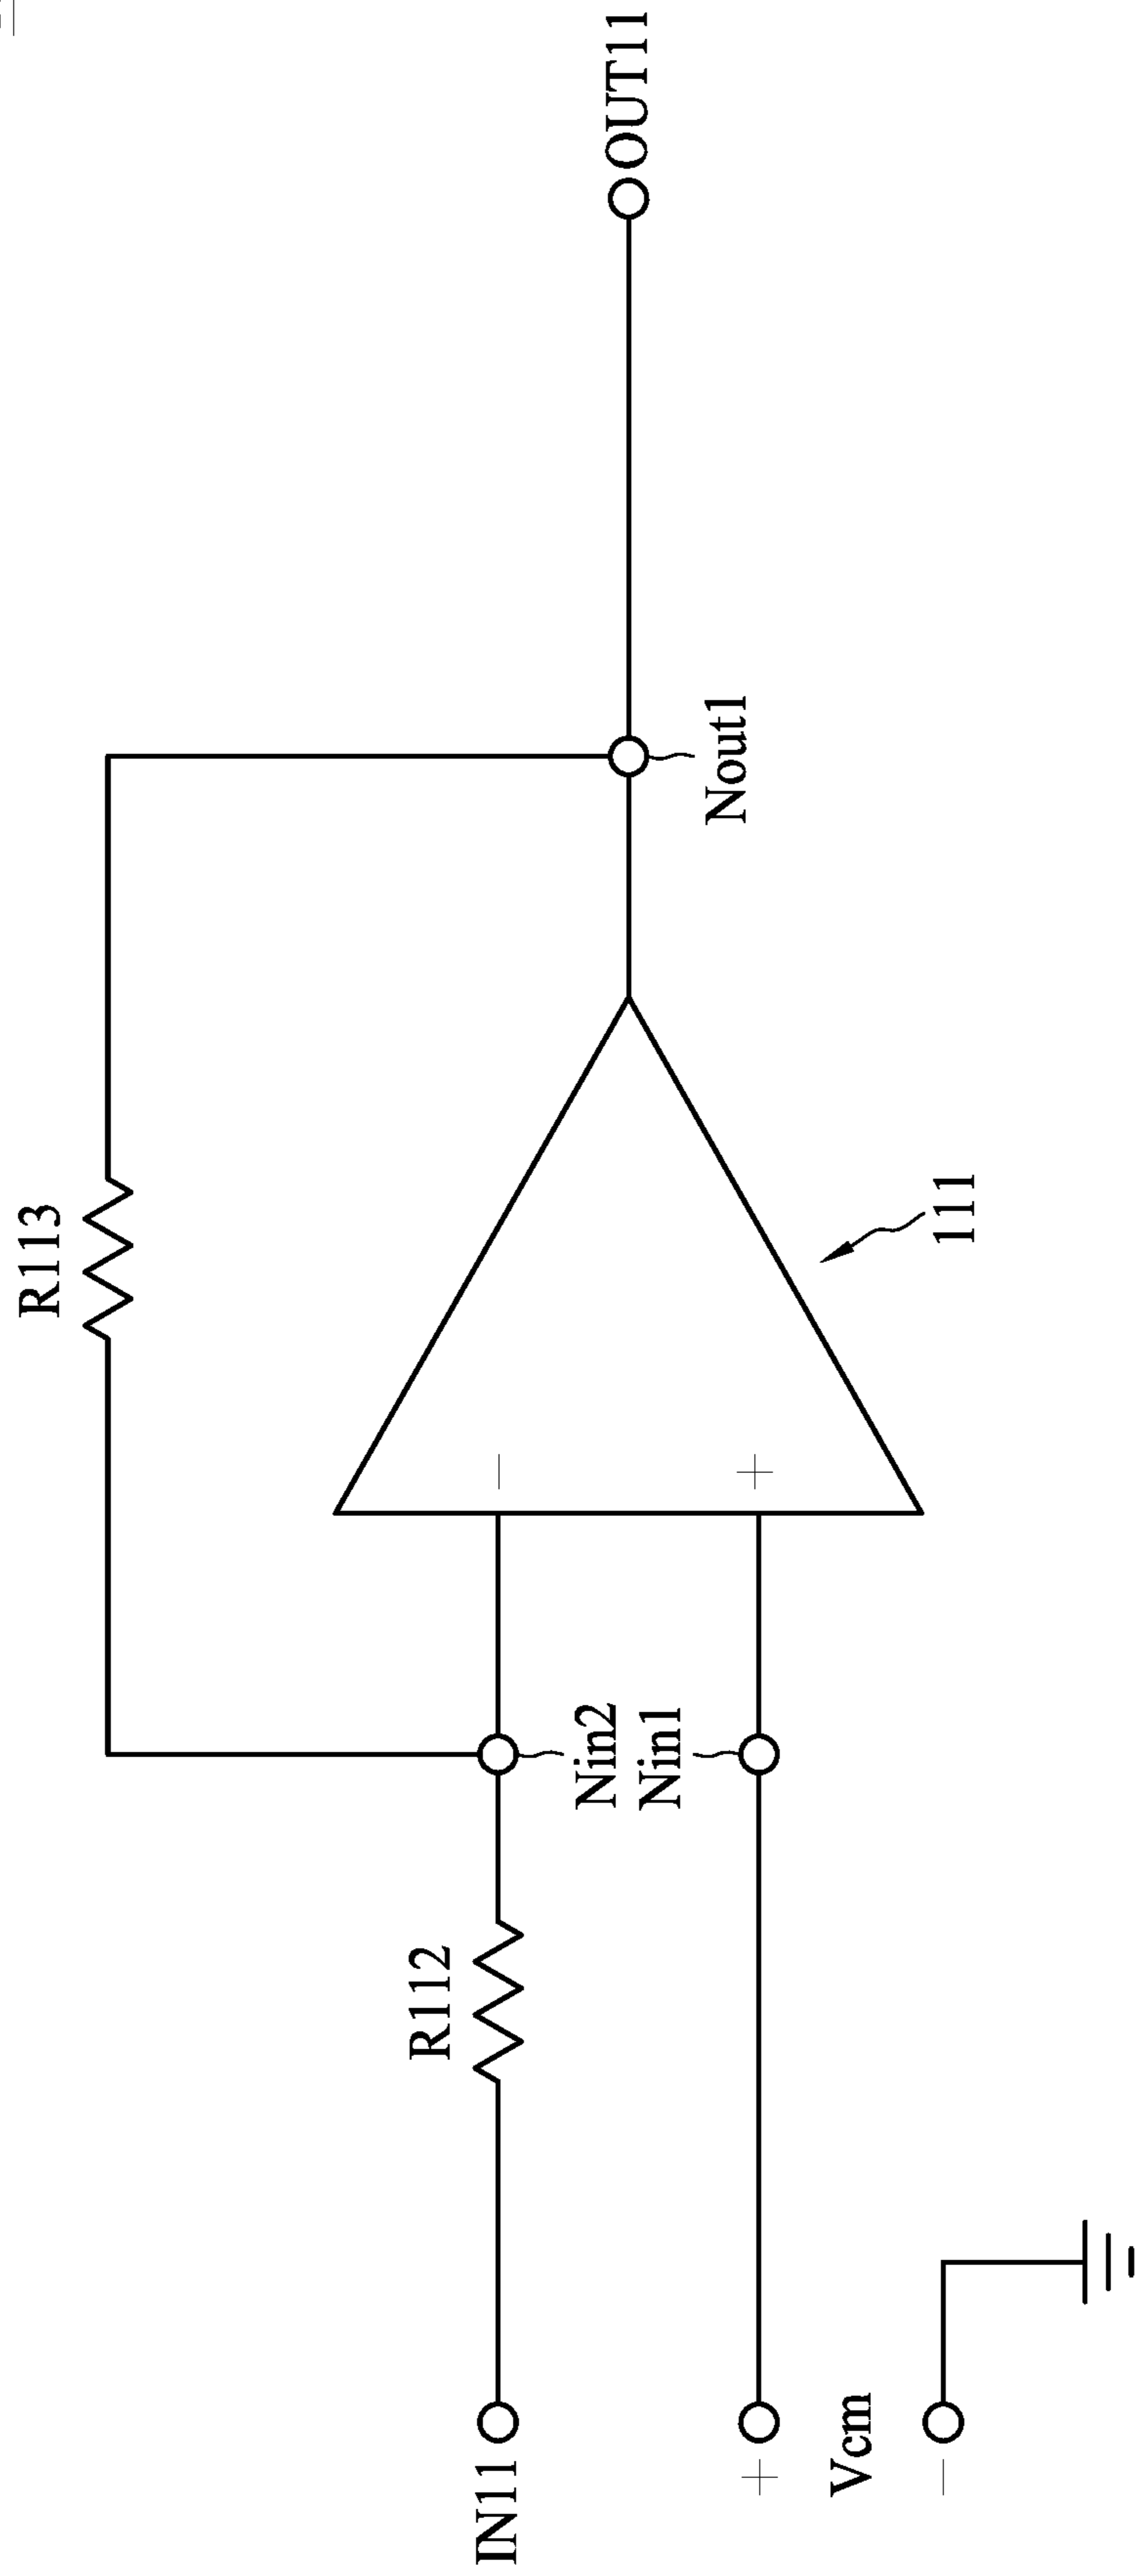 R113
R112
IN11
Nin2
Nin1
−
+
111
Nout1
OUT11
+
Vcm
−